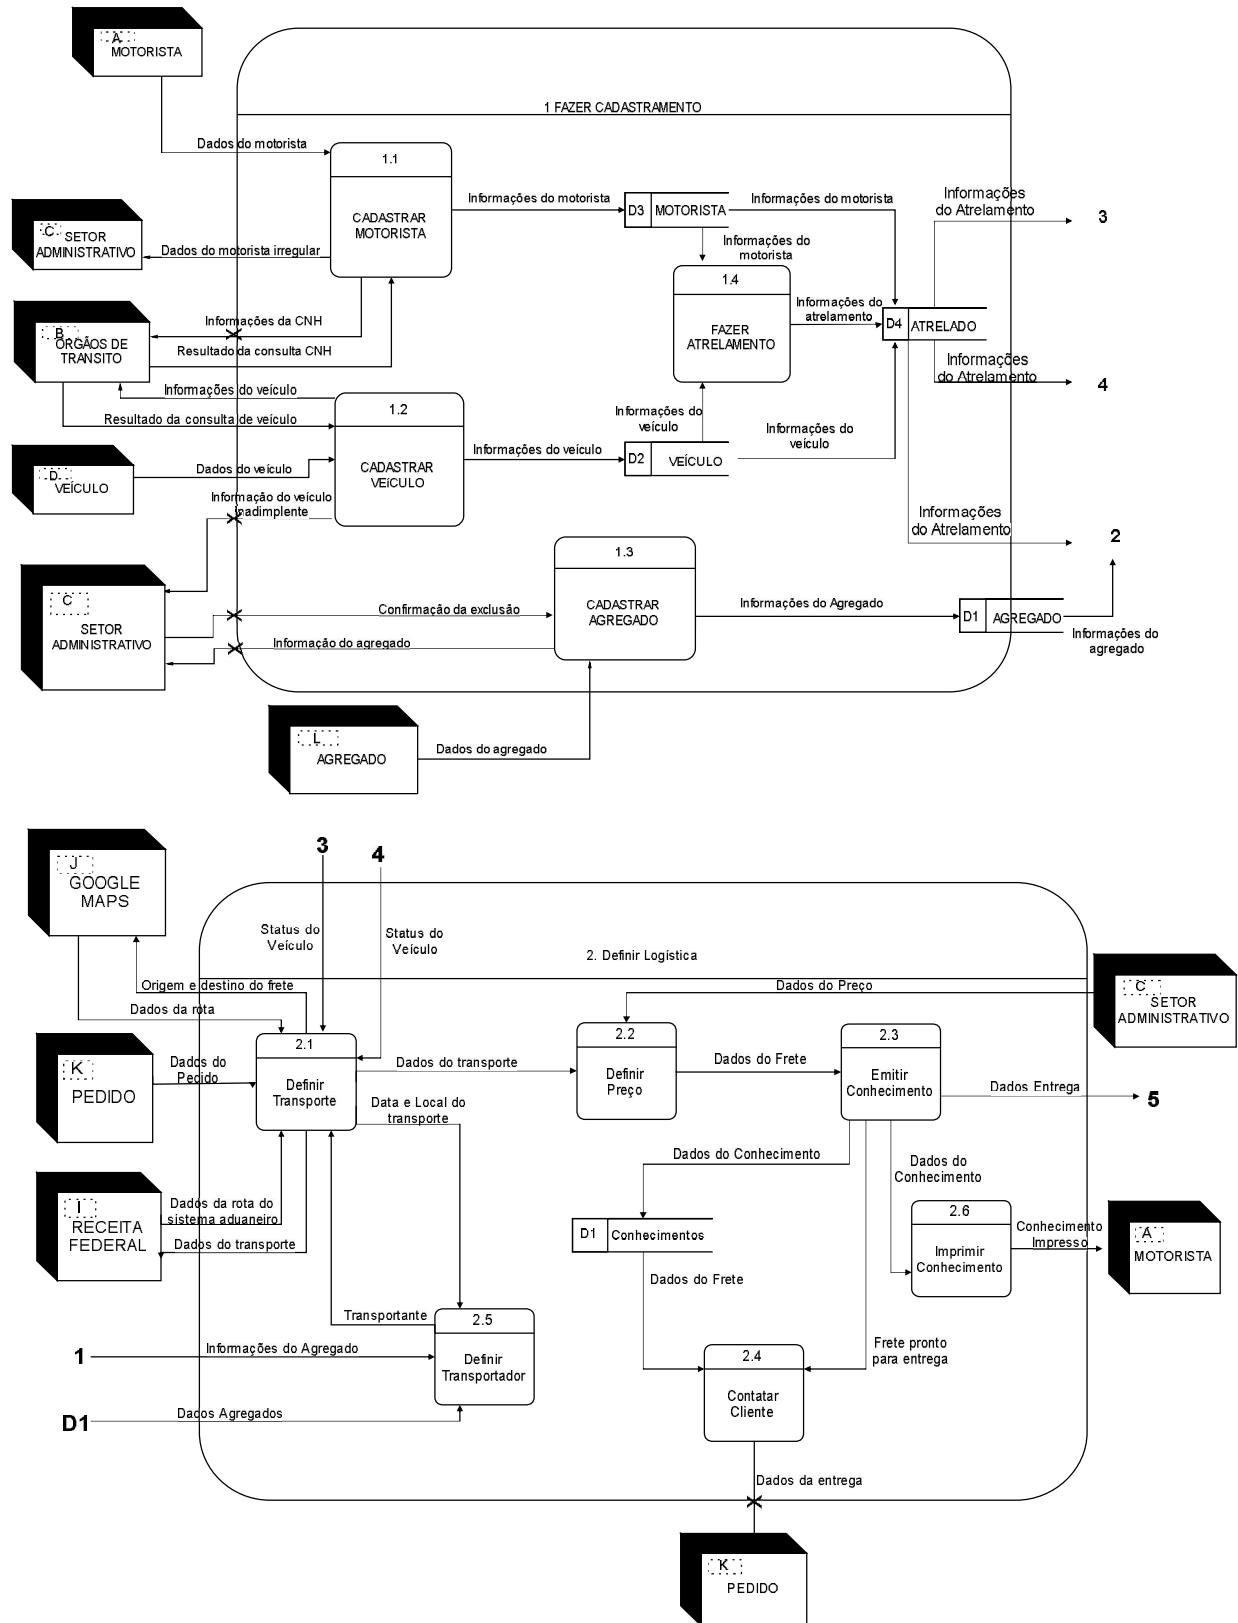 A
MOTORISTA
1 FAZER CADASTRAMENTO
Dados do motorista
1.1
CADASTRAR
MOTORISTA
Informações do motorista
D3
MOTORISTA
Informações do motorista
Informações
do Atrelamento
3
C
SETOR
ADMINISTRATIVO
Dados do motorista irregular
Informações do
motorista
1.4
FAZER
ATRELAMENTO
Informações do
atrelamento
D4
ATRELADO
B
ÓRGÃOS DE
TRANSITO
Informações da CNH
Resultado da consulta CNH
Informações
do Atrelamento
4
Informações do veículo
Resultado da consulta de veículo
1.2
CADASTRAR
VEíCULO
Informações do veículo
Informações do
veículo
D2
VEÍCULO
Informações do
veículo
D
VEÍCULO
Dados do veículo
Informação do veículo
inadimplente
Informações
do Atrelamento
2
C
SETOR
ADMINISTRATIVO
Confirmação da exclusão
Informação do agregado
1.3
CADASTRAR
AGREGADO
Informações do Agregado
D1
AGREGADO
Informações do
agregado
L
AGREGADO
Dados do agregado
J
GOOGLE
MAPS
3
4
Status do
Veículo
Status do
Veículo
2. Definir Logística
Origem e destino do frete
Dados da rota
Dados do Preço
C
SETOR
ADMINISTRATIVO
K
PEDIDO
Dados do
Pedido
2.1
Definir
Transporte
Dados do transporte
2.2
Definir
Preço
Dados do Frete
2.3
Emitir
Conhecimento
Dados Entrega
5
Data e Local do
transporte
I
RECEITA
FEDERAL
Dados da rota do
sistema aduaneiro
Dados do transporte
Dados do Conhecimento
Dados do
Conhecimento
D1
Conhecimentos
2.6
Imprimir
Conhecimento
Conhecimento
Impresso
A
MOTORISTA
Dados do Frete
Transportante
2.5
Definir
Transportador
1
Informações do Agregado
D1
Dados Agregados
Frete pronto
para entrega
2.4
Contatar
Cliente
Dados da entrega
K
PEDIDO